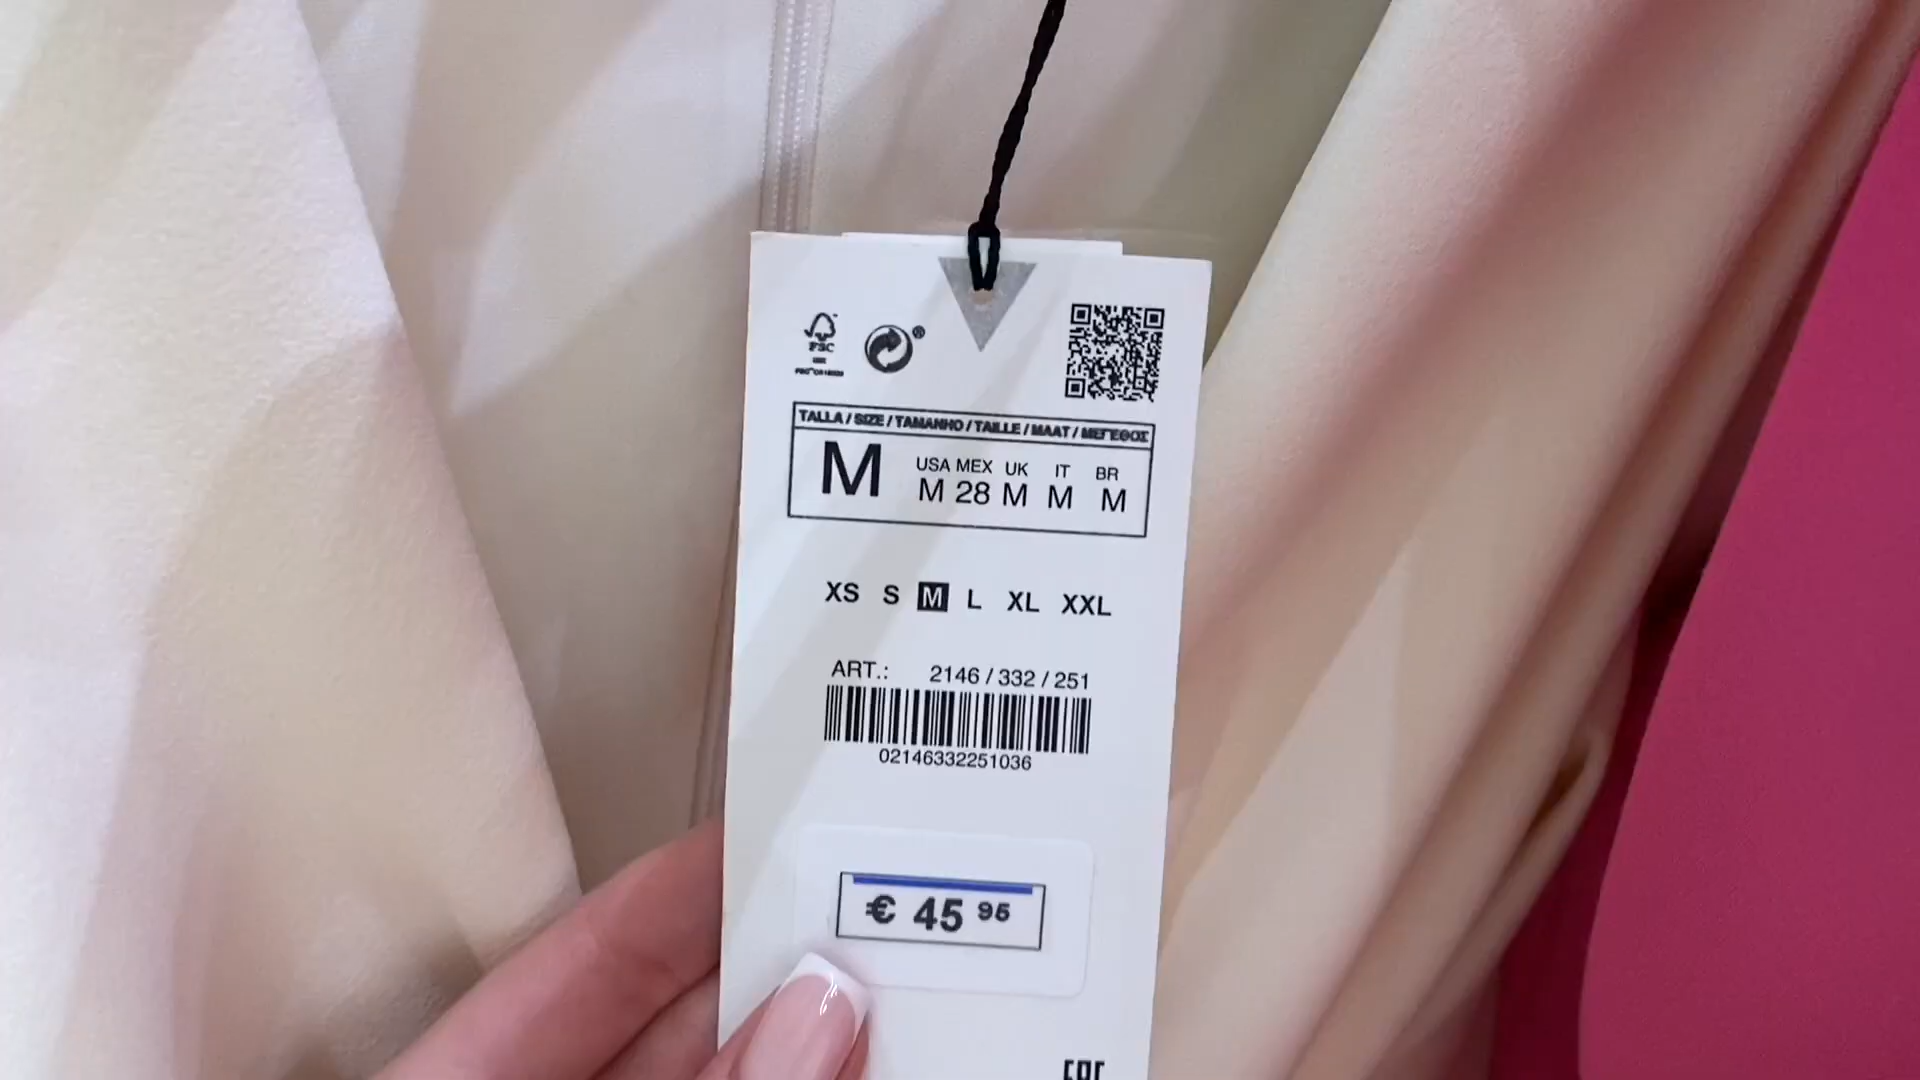 FSC
TALLA / SIZE / TAMANHO / TAILLE / MAAT / ΜΕΓΕΘΟΣ
M
USA MEX UK IT BR
M 28 M M M
XS S M L XL XXL
ART.: 2146 / 332 / 251
02146332251036
€ 45 95